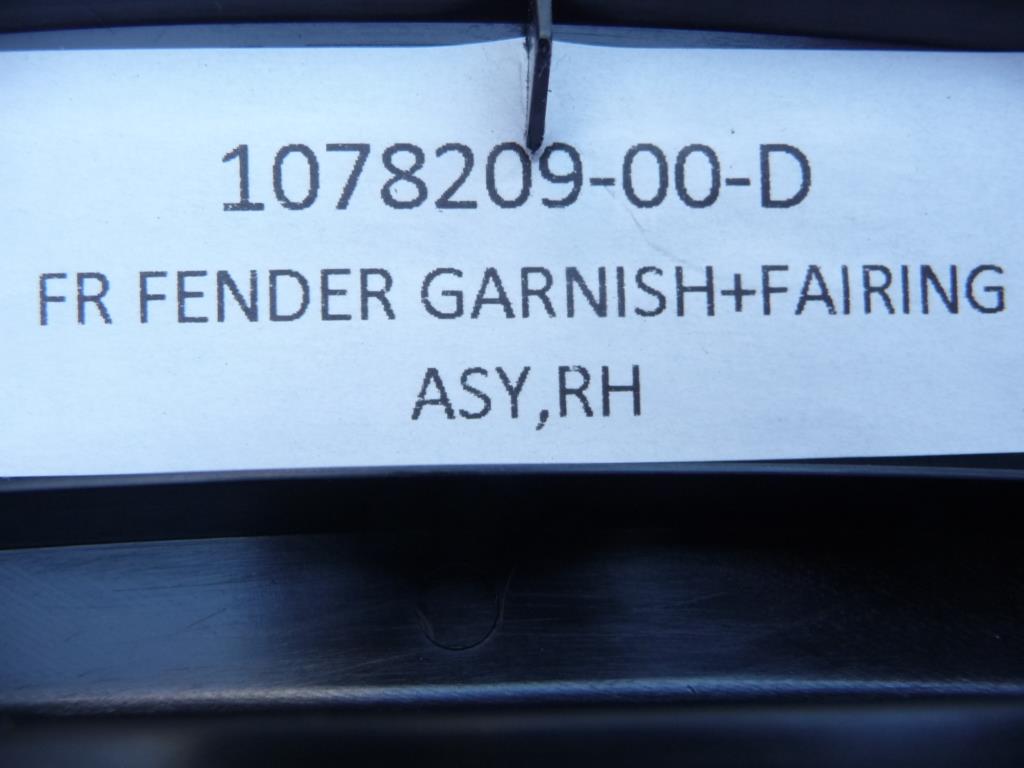 1078209-00-D
FR FENDER GARNISH+FAIRING
ASY,RH